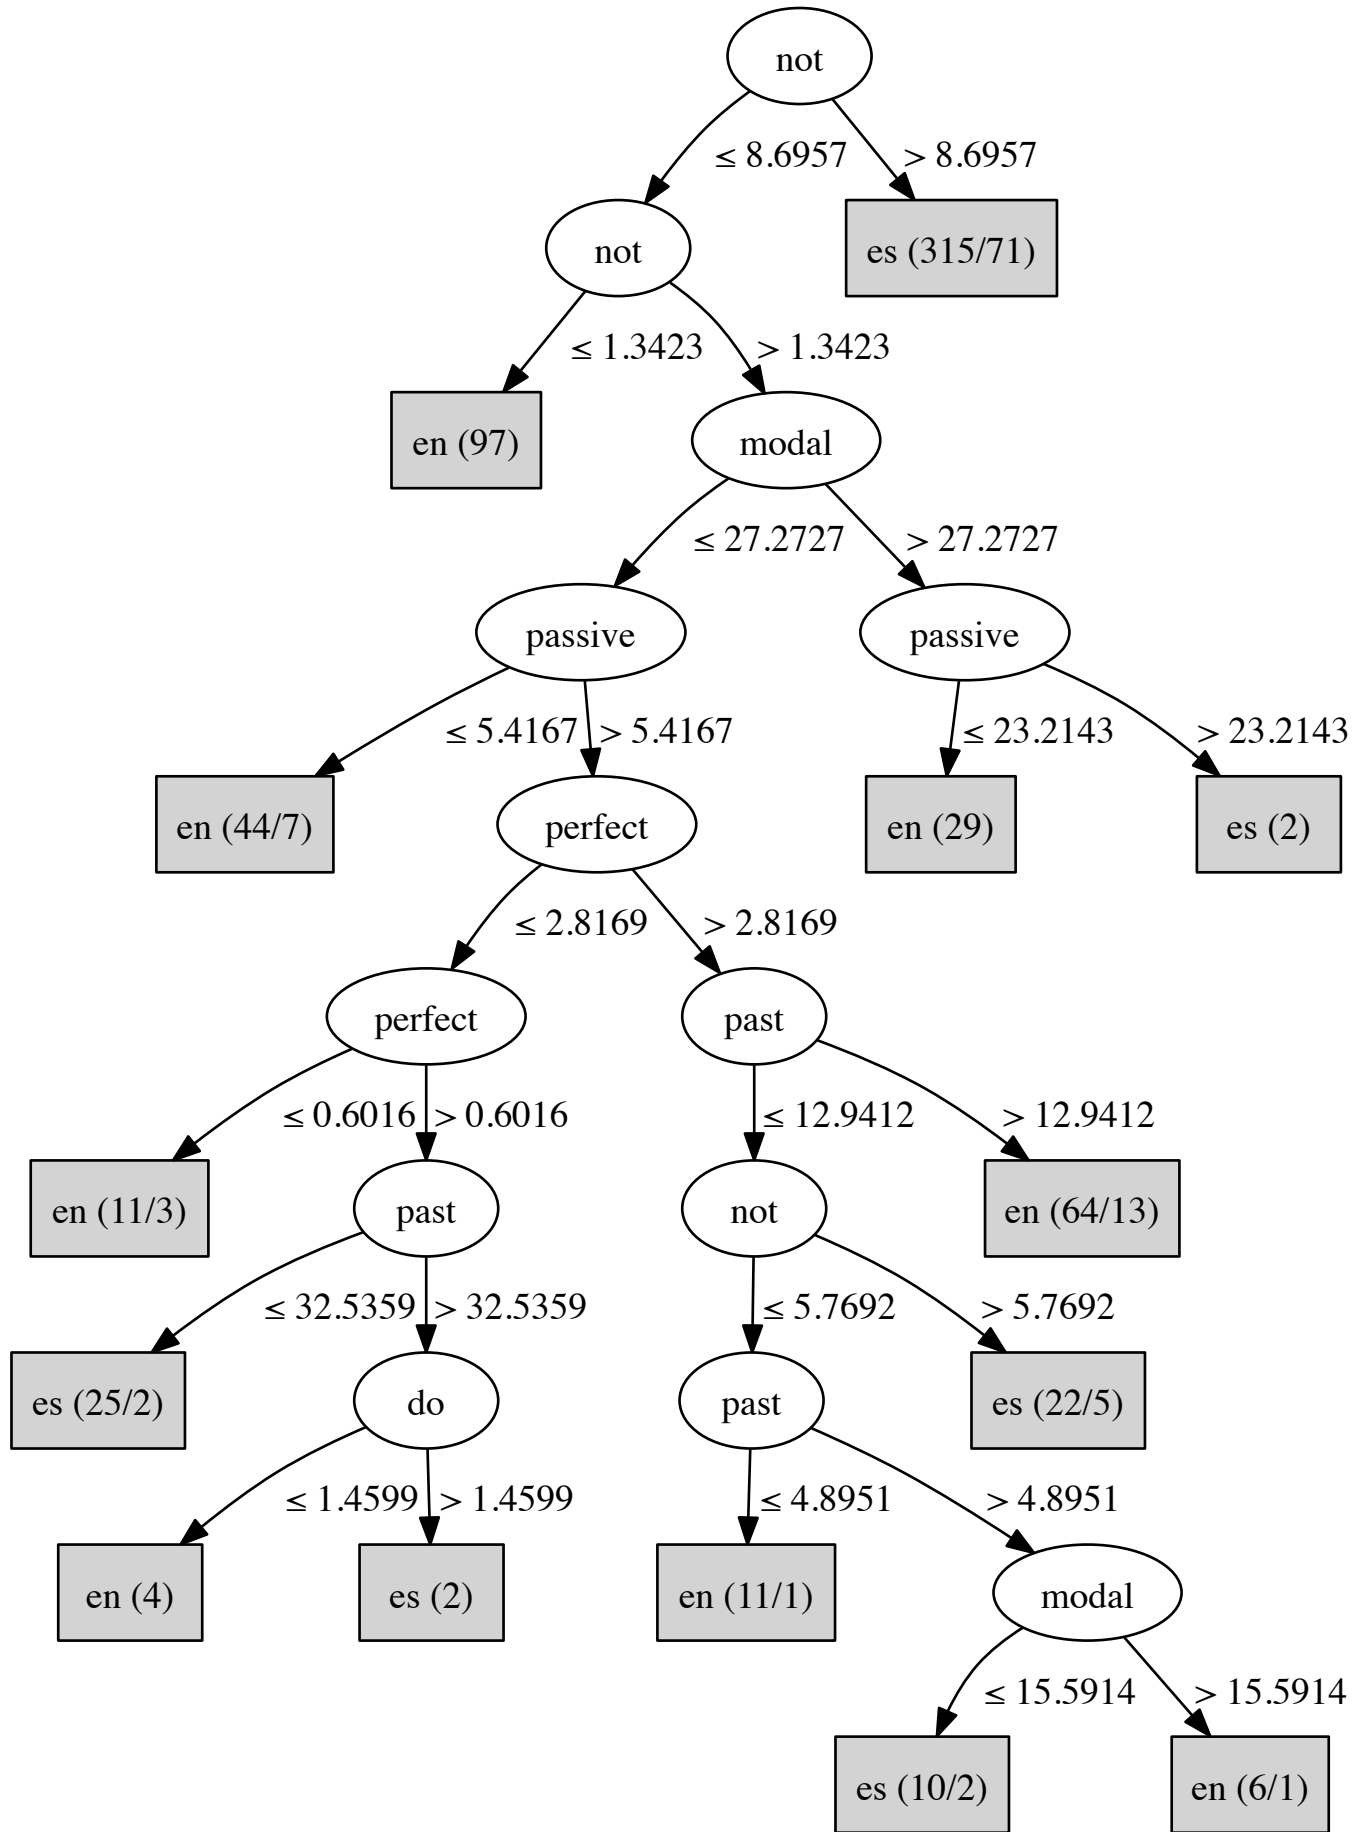 not
≤ 8.6957 > 8.6957
not es (315/71)
≤ 1.3423 > 1.3423
en (97) modal
≤ 27.2727 > 27.2727
passive passive
≤ 5.4167 > 5.4167 ≤ 23.2143 > 23.2143
en (44/7) perfect en (29) es (2)
≤ 2.8169 > 2.8169
perfect past
≤ 0.6016 > 0.6016 ≤ 12.9412 > 12.9412
en (11/3) past not en (64/13)
≤ 32.5359 > 32.5359 ≤ 5.7692 > 5.7692
es (25/2) do past es (22/5)
≤ 1.4599 > 1.4599 ≤ 4.8951 > 4.8951
en (4) es (2) en (11/1) modal
≤ 15.5914 > 15.5914
es (10/2) en (6/1)